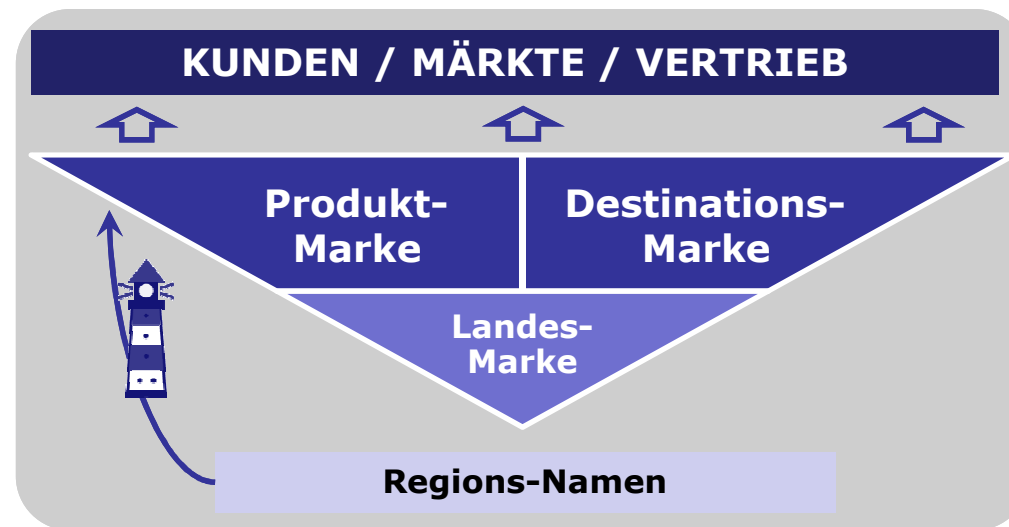 KUNDEN / MÄRKTE / VERTRIEB
Produkt-
Marke
Destinations-
Marke
Landes-
Marke
Regions-Namen